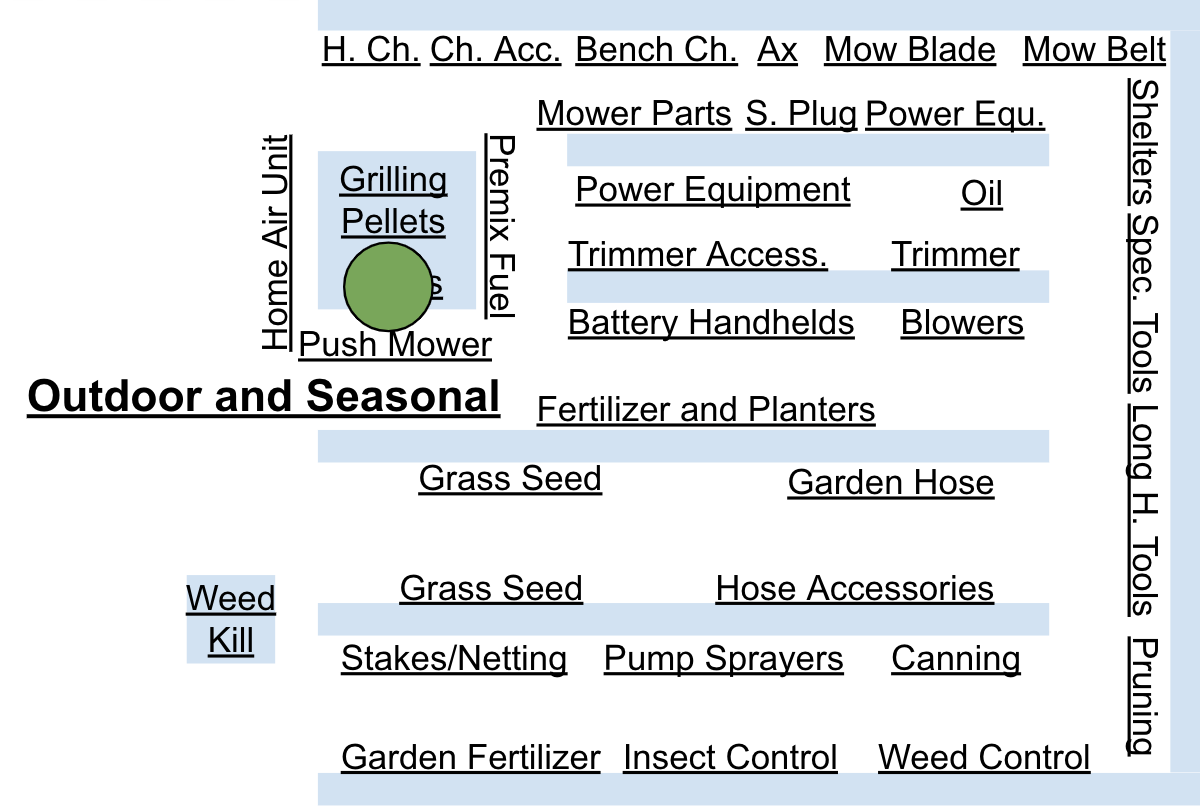 H. Ch. Ch. Acc. Bench Ch. Ax Mow Blade Mow Belt
Mower Parts S. Plug Power Equ.
Shelters
Home Air Unit
Grilling
Pellets
Premix Fuel
Power Equipment Oil
Spec. Tools
Trimmer Access. Trimmer
Battery Handhelds Blowers
Push Mower
Outdoor and Seasonal
Fertilizer and Planters
Long H. Tools
Grass Seed Garden Hose
Grass Seed Hose Accessories
Weed
Kill
Stakes/Netting Pump Sprayers Canning
Pruning
Garden Fertilizer Insect Control Weed Control